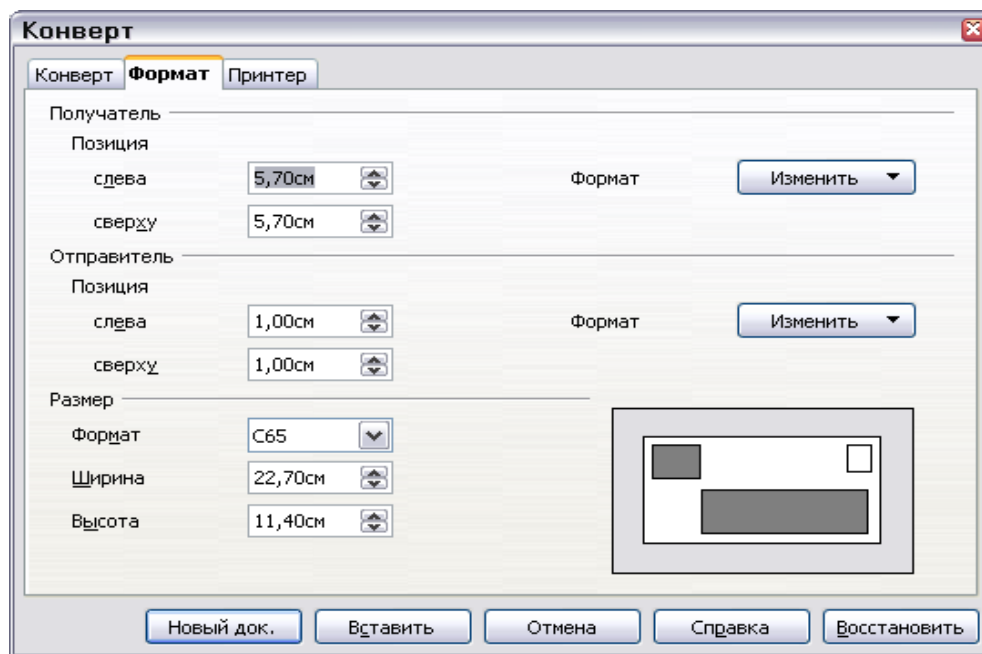 Конверт
Конверт Формат Принтер
Получатель
Позиция
слева 5,70см Формат Изменить
сверху 5,70см
Отправитель
Позиция
слева 1,00см Формат Изменить
сверху 1,00см
Размер
Формат C65
Ширина 22,70см
Высота 11,40см
Новый док. Вставить Отмена Справка Восстановить